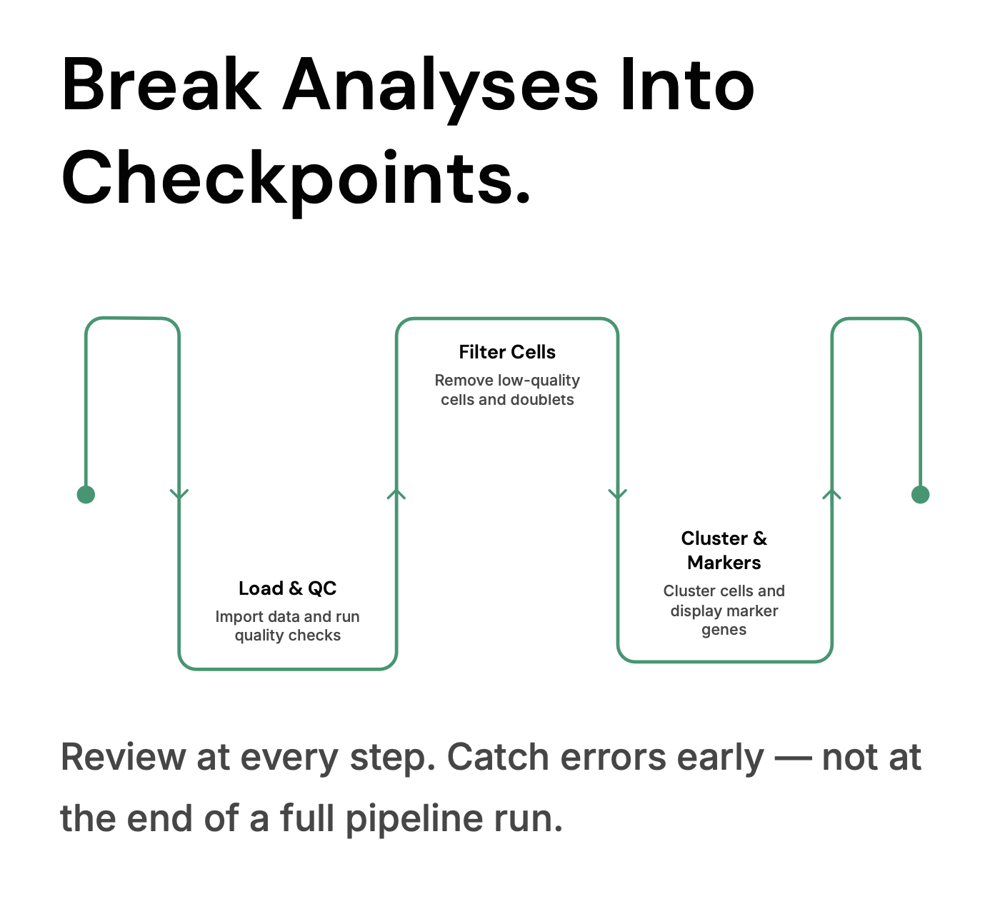 Break Analyses Into
Checkpoints.
Load & QC
Import data and run
quality checks
Filter Cells
Remove low-quality
cells and doublets
Cluster &
Markers
Cluster cells and
display marker
genes
Review at every step. Catch errors early — not at
the end of a full pipeline run.